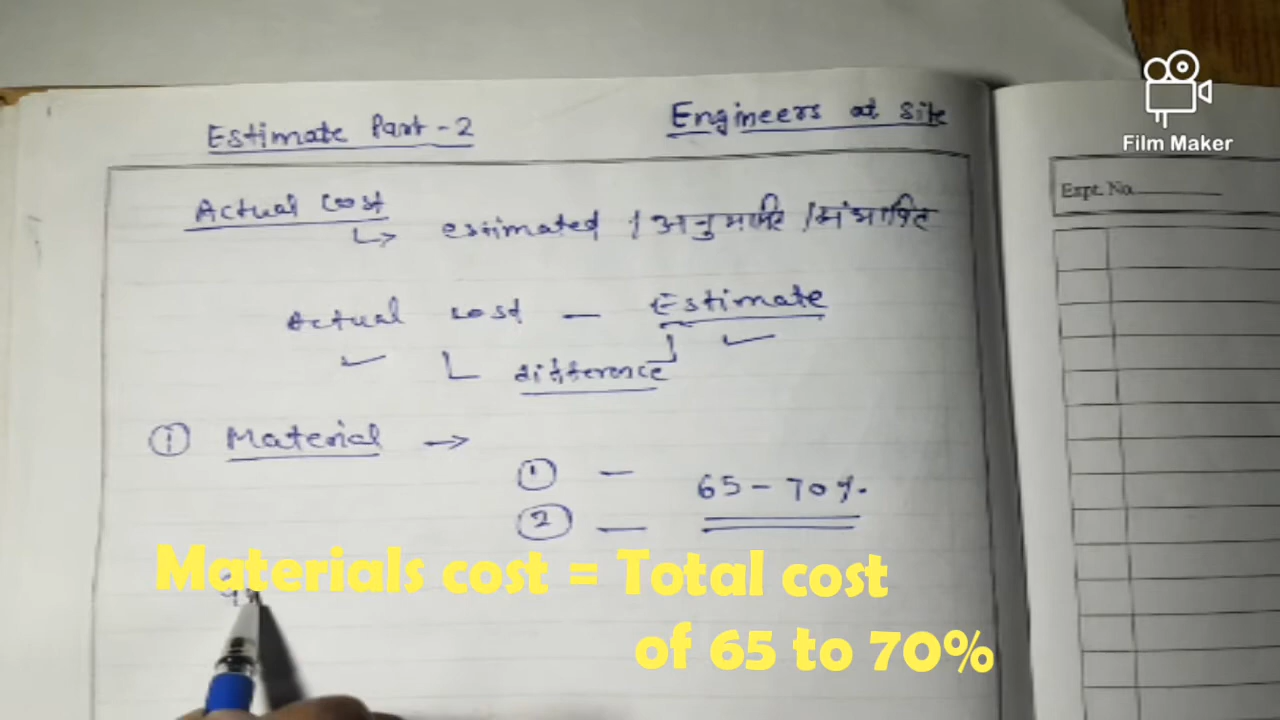 Film Maker
Estimate Part - 2
Engineers at Site
Expt. No.
Actual cost
↳ estimated / अनुमानित / संभावित
Actual cost — Estimate
difference
① Material →
① —
65 - 70%.
② —
Materials cost = Total cost
of 65 to 70%